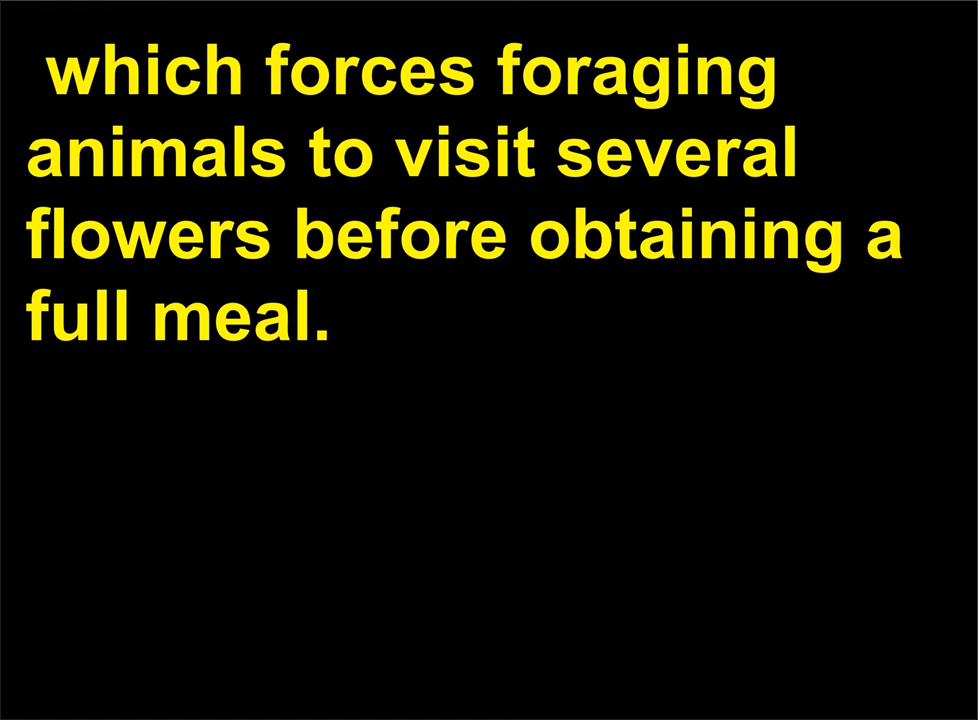 which forces foraging
animals to visit several
flowers before obtaining a
full meal.